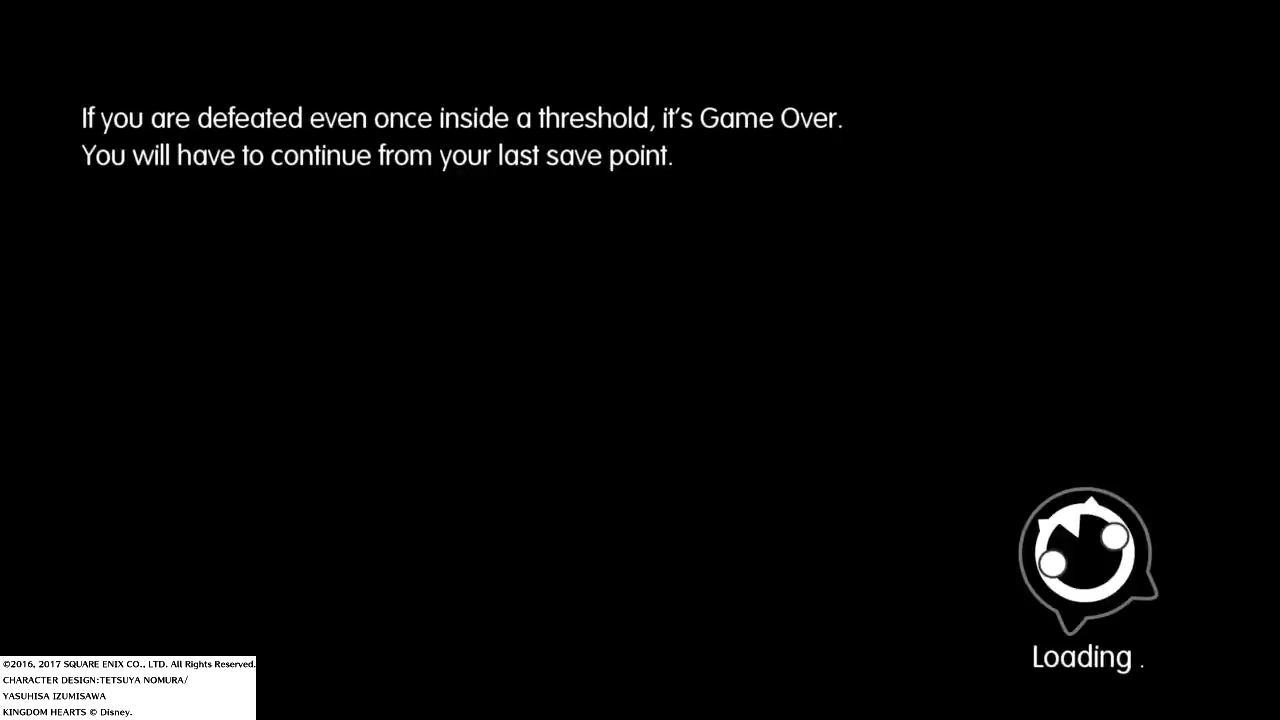 If you are defeated even once inside a threshold, it's Game Over.
You will have to continue from your last save point.
Loading .
©2016, 2017 SQUARE ENIX CO., LTD. All Rights Reserved.
CHARACTER DESIGN:TETSUYA NOMURA/
YASUHISA IZUMISAWA
KINGDOM HEARTS © Disney.